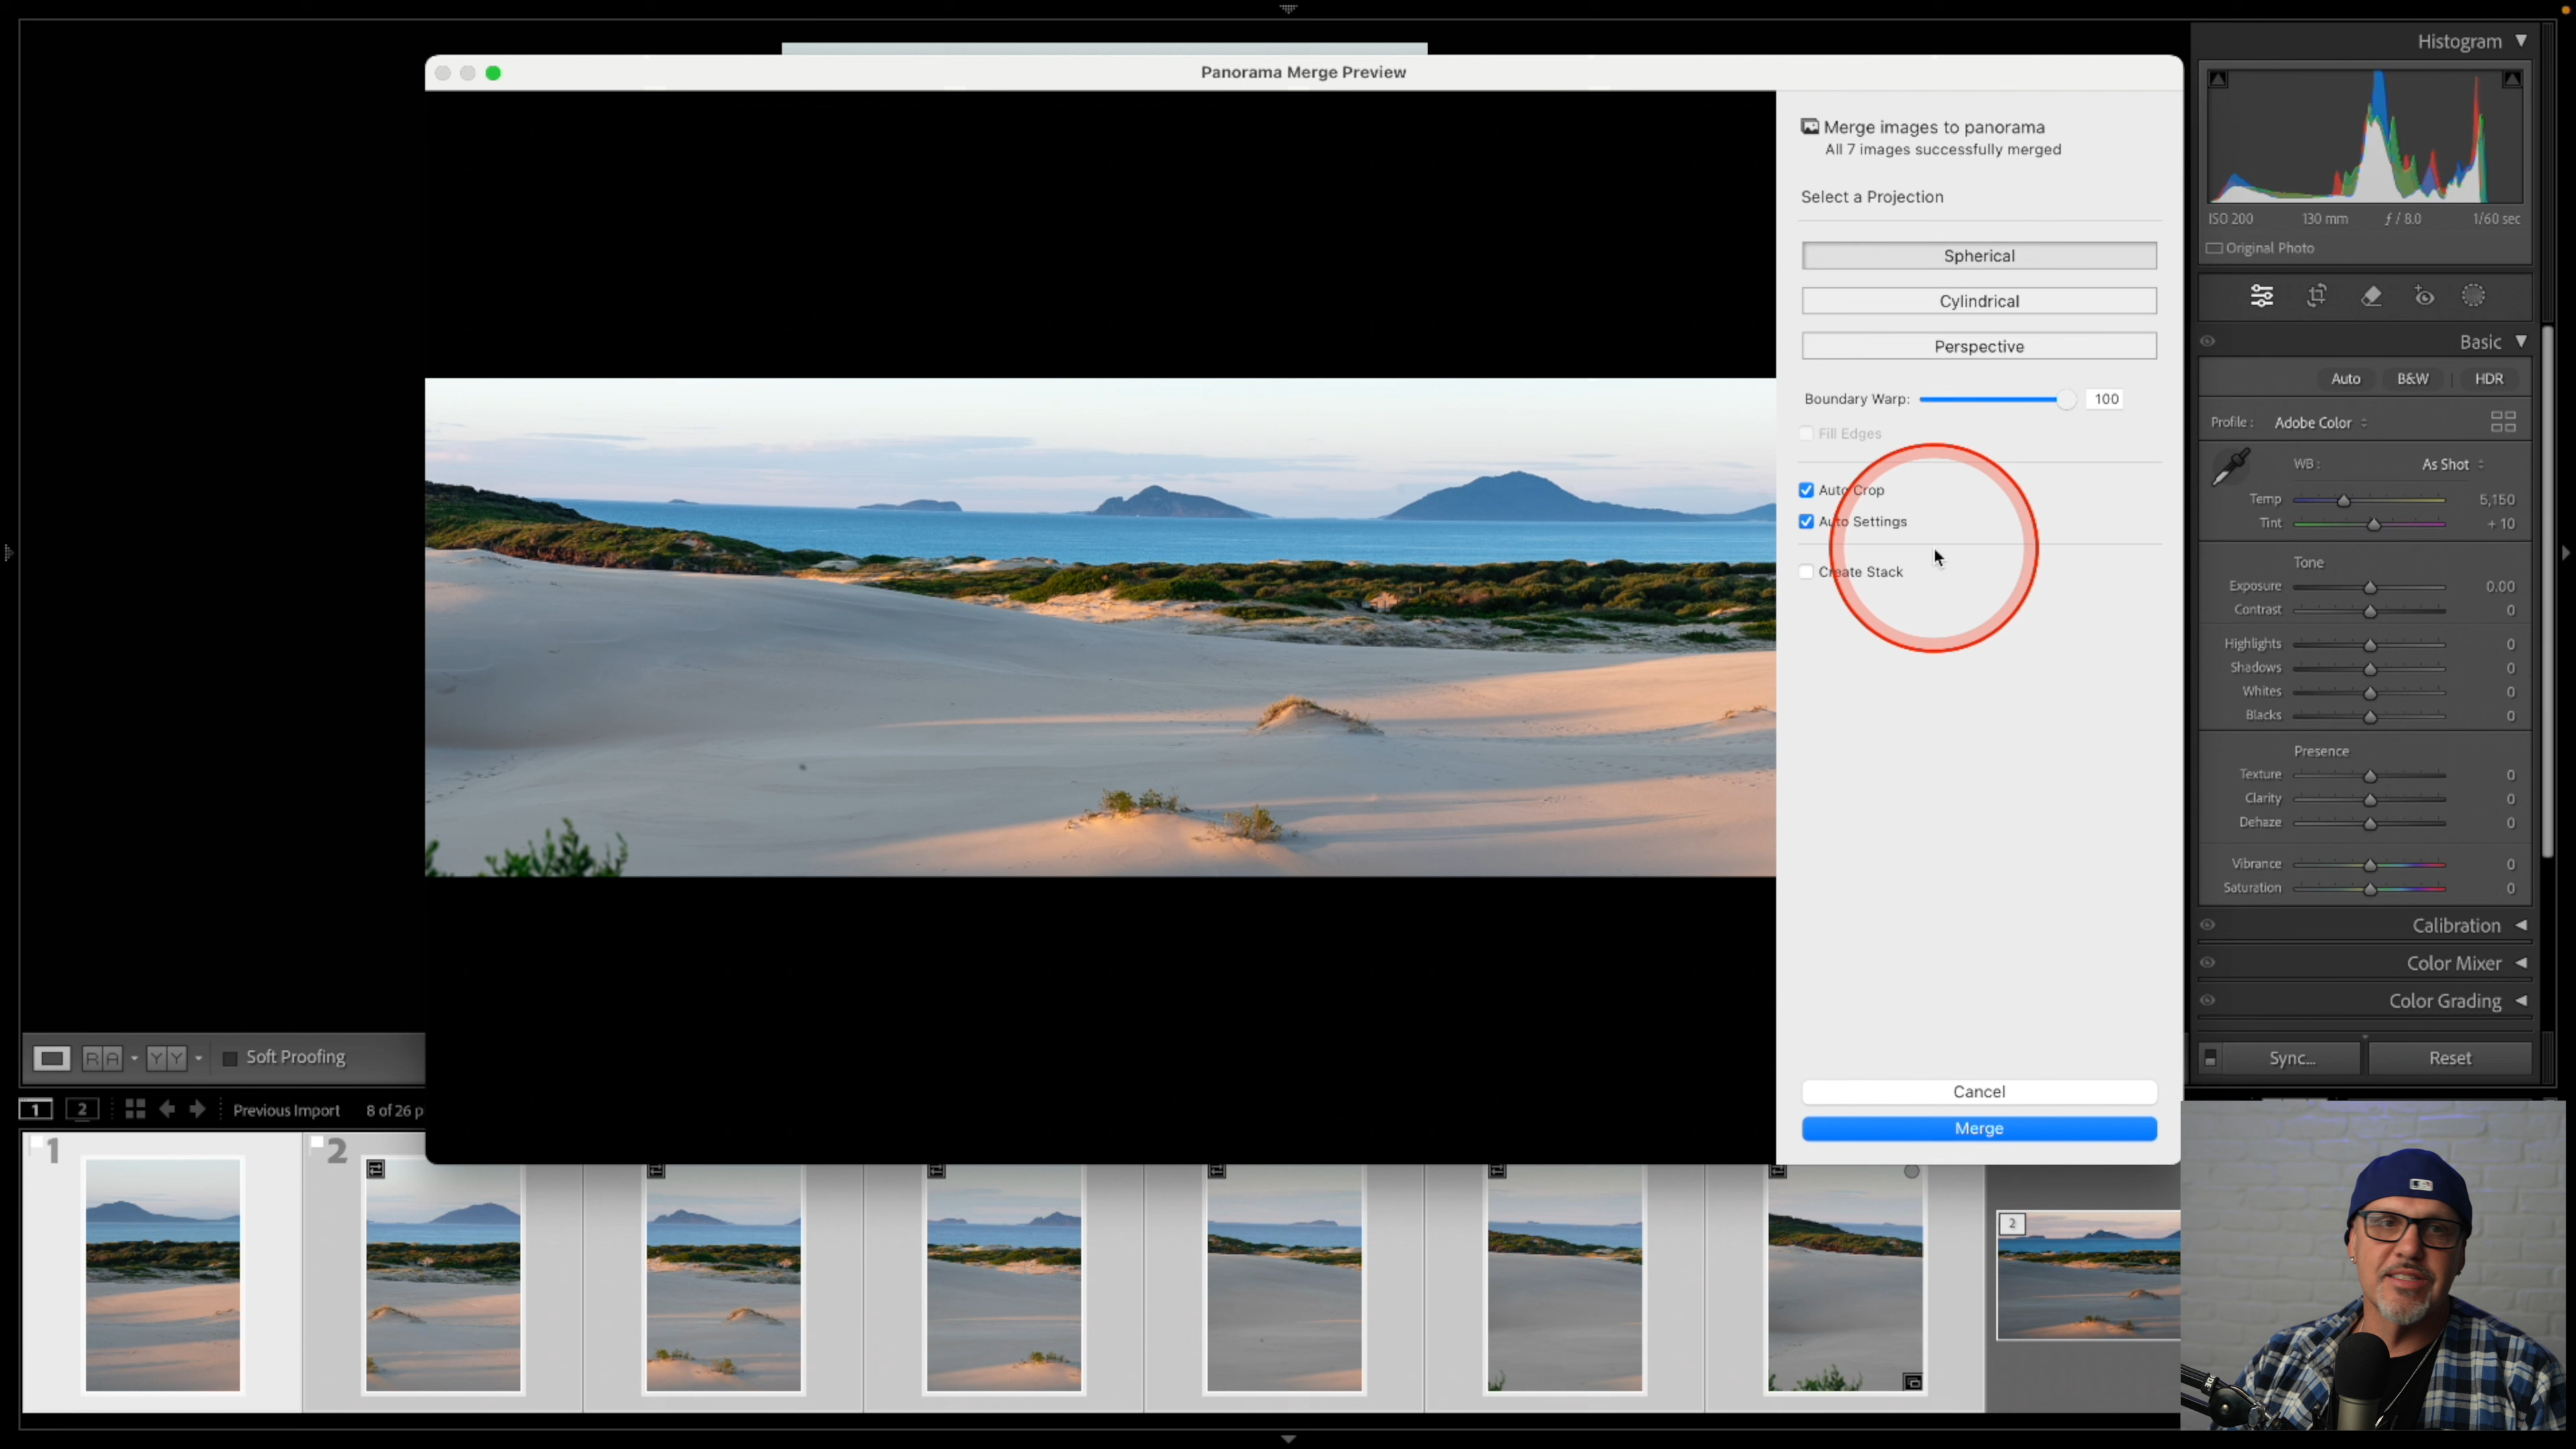 Panorama Merge Preview
Merge images to panorama
All 7 images successfully merged
Select a Projection
Spherical
Cylindrical
Perspective
Boundary Warp: 100
Fill Edges
Auto Crop
Auto Settings
Create Stack
Cancel
Merge
Histogram
ISO 200 130 mm ƒ / 8.0 1/60 sec
Original Photo
Basic
Auto B&W HDR
Profile : Adobe Color
WB : As Shot
Temp 5,150
Tint + 10
Tone
Exposure 0.00
Contrast 0
Highlights 0
Shadows 0
Whites 0
Blacks 0
Presence
Texture 0
Clarity 0
Dehaze 0
Vibrance 0
Saturation 0
Calibration
Color Mixer
Color Grading
Sync... Reset
R A Y Y Soft Proofing
1 2 Previous Import 8 of 26 p
1 2
2